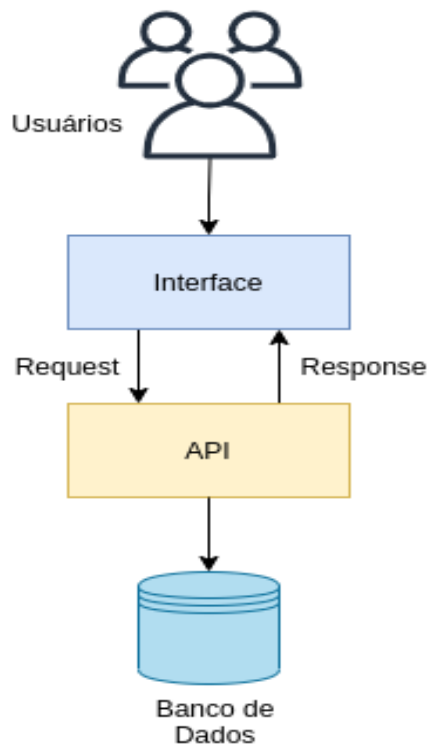 Usuários
Interface
Request
Response
API
Banco de
Dados